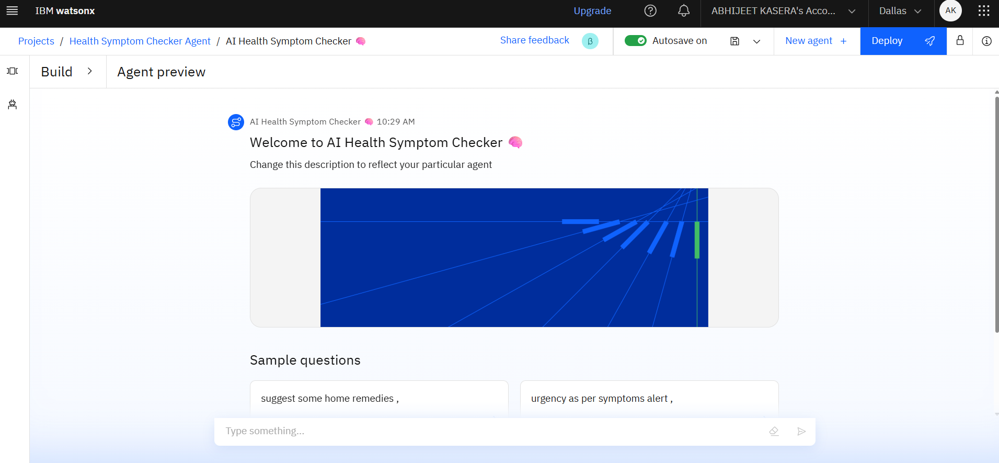 IBM watsonx
Upgrade
ABHIJEET KASERA's Acco...
Dallas
AK
Projects / Health Symptom Checker Agent / AI Health Symptom Checker 🧠
Share feedback
β
Autosave on
New agent +
Deploy
Build
Agent preview
AI Health Symptom Checker 🧠 10:29 AM
Welcome to AI Health Symptom Checker 🧠
Change this description to reflect your particular agent
Sample questions
suggest some home remedies ,
urgency as per symptoms alert ,
Type something...